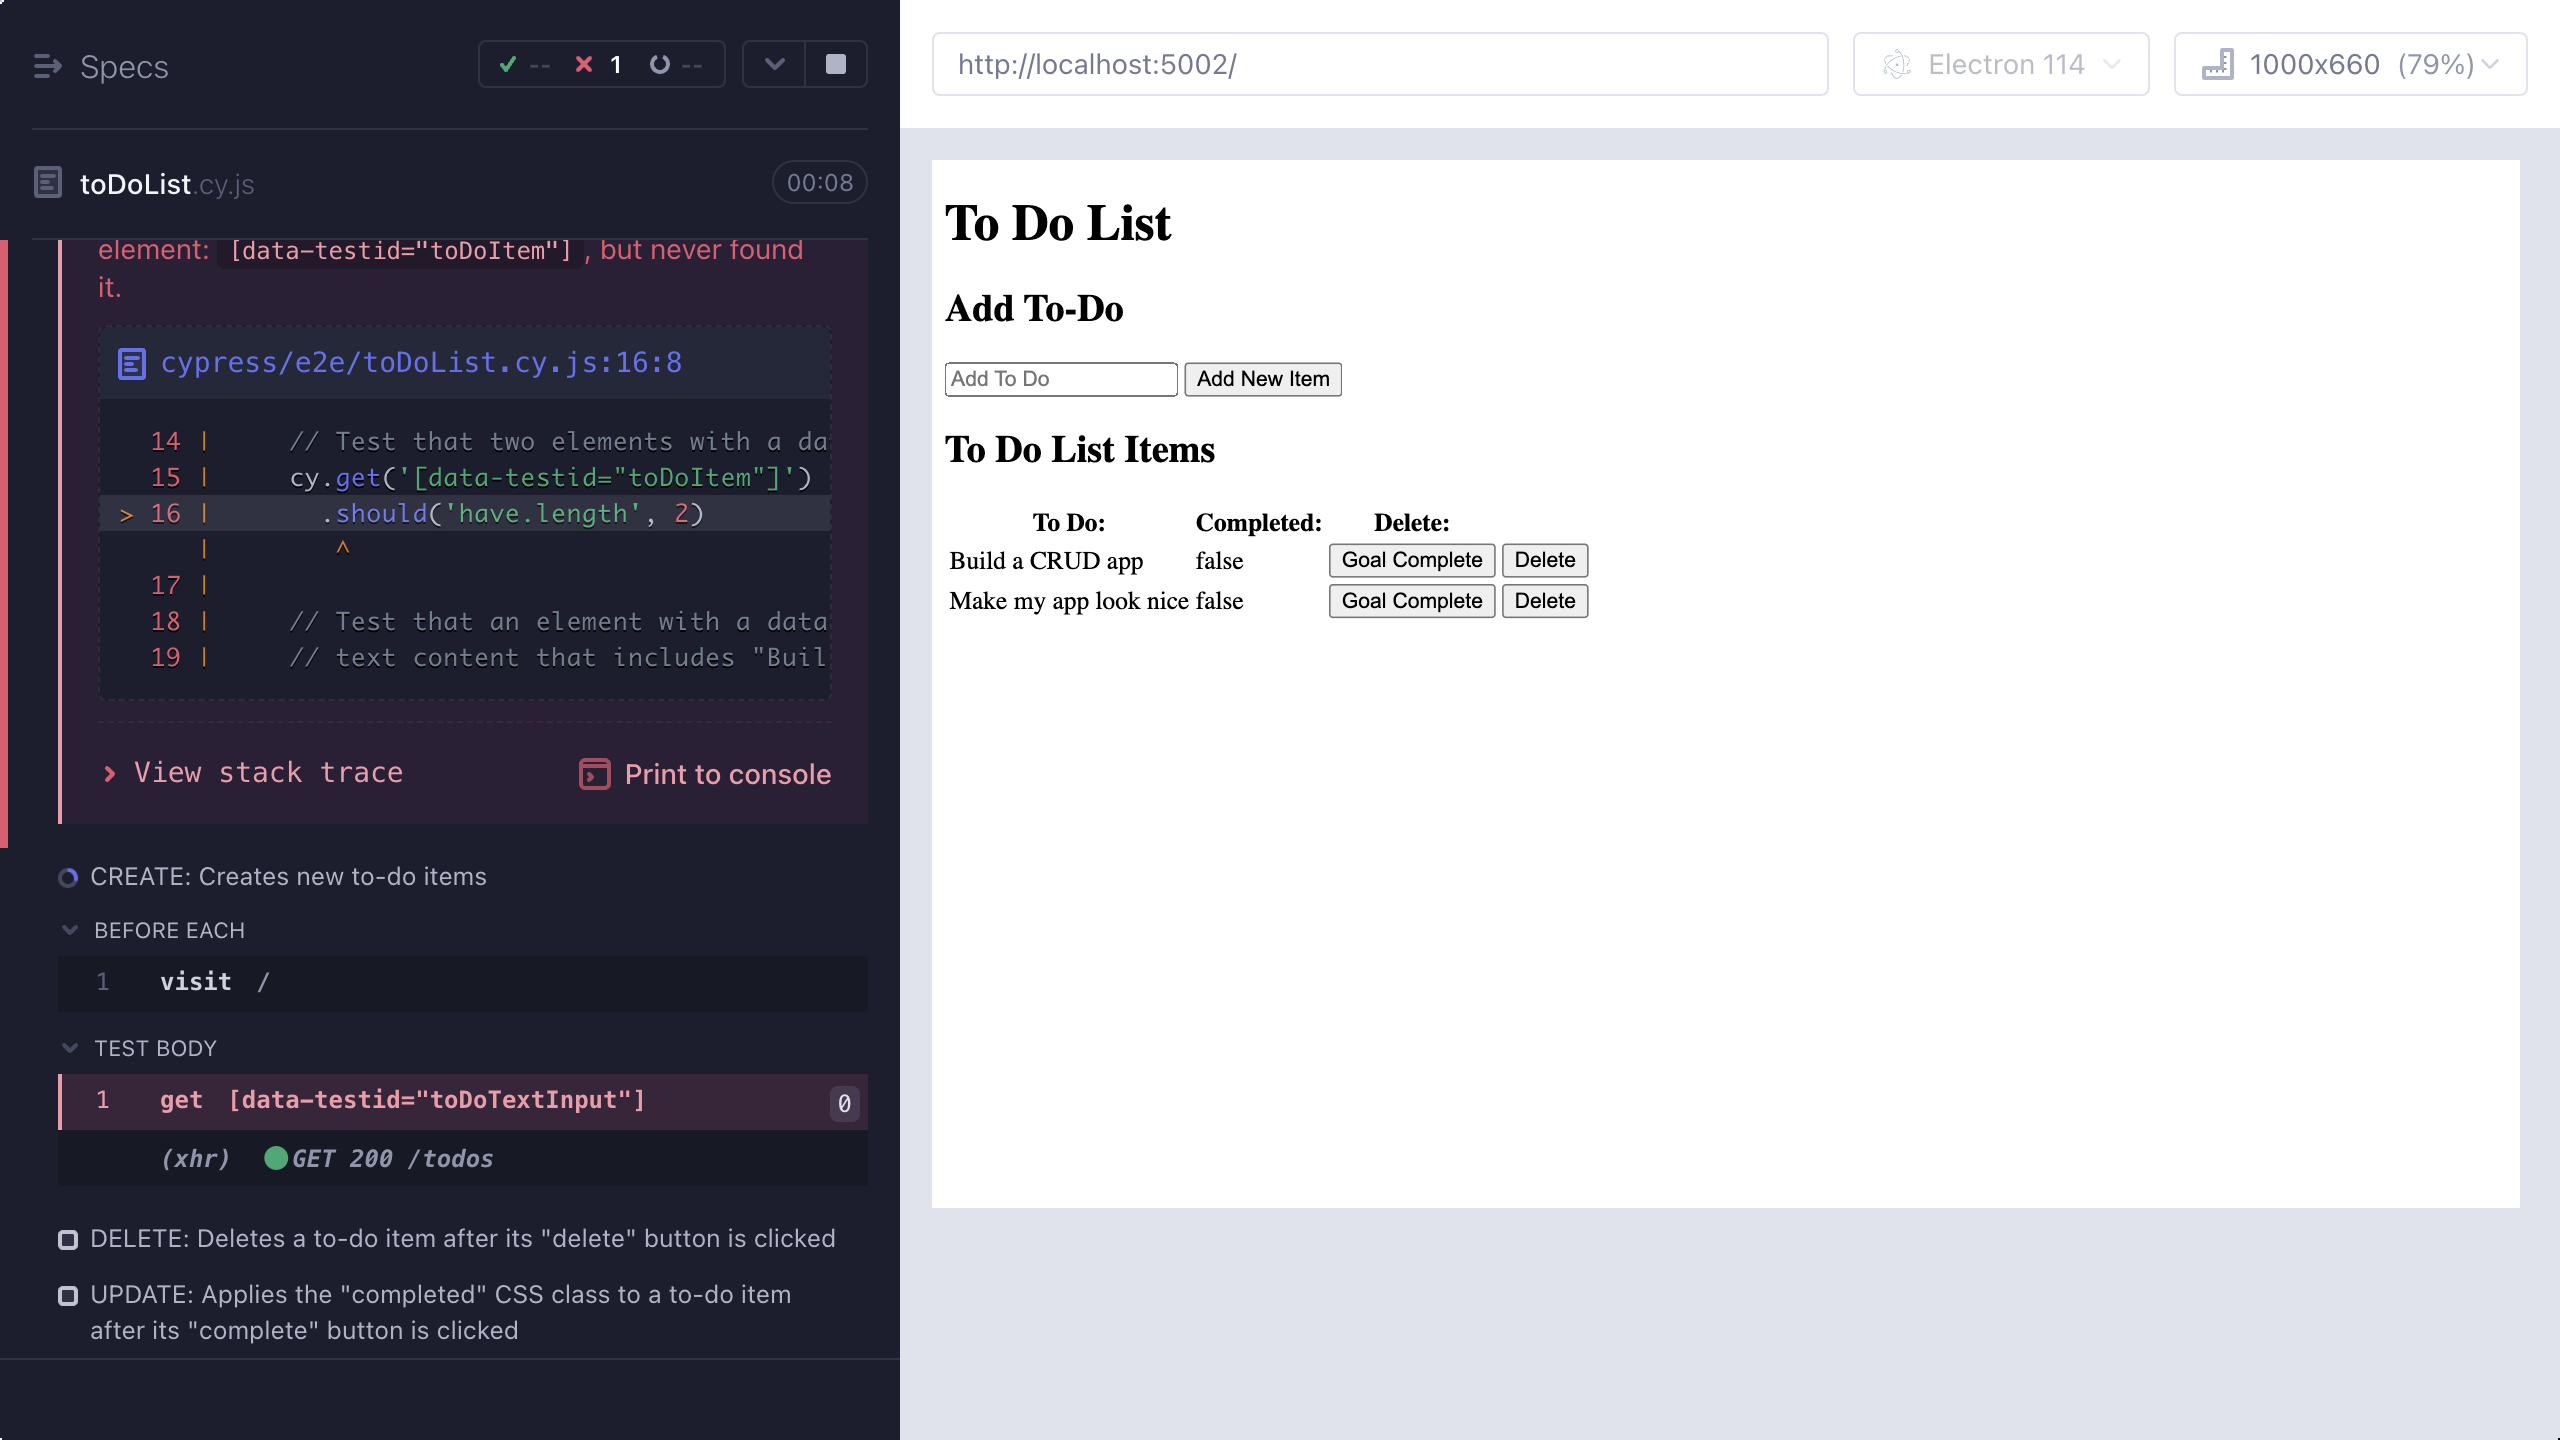 Specs
-- 1 --
toDoList.cy.js
00:08
element: [data-testid="toDoItem"] , but never found
it.
cypress/e2e/toDoList.cy.js:16:8
14 | // Test that two elements with a da
15 | cy.get('[data-testid="toDoItem"]')
> 16 | .should('have.length', 2)
| ^
17 |
18 | // Test that an element with a data
19 | // text content that includes "Buil
View stack trace
Print to console
CREATE: Creates new to-do items
BEFORE EACH
1 visit /
TEST BODY
1 get [data-testid="toDoTextInput"] 0
(xhr) GET 200 /todos
DELETE: Deletes a to-do item after its "delete" button is clicked
UPDATE: Applies the "completed" CSS class to a to-do item
after its "complete" button is clicked
http://localhost:5002/
Electron 114
1000x660 (79%)
To Do List
Add To-Do
Add To Do Add New Item
To Do List Items
To Do: Completed: Delete:
Build a CRUD app false Goal Complete Delete
Make my app look nice false Goal Complete Delete